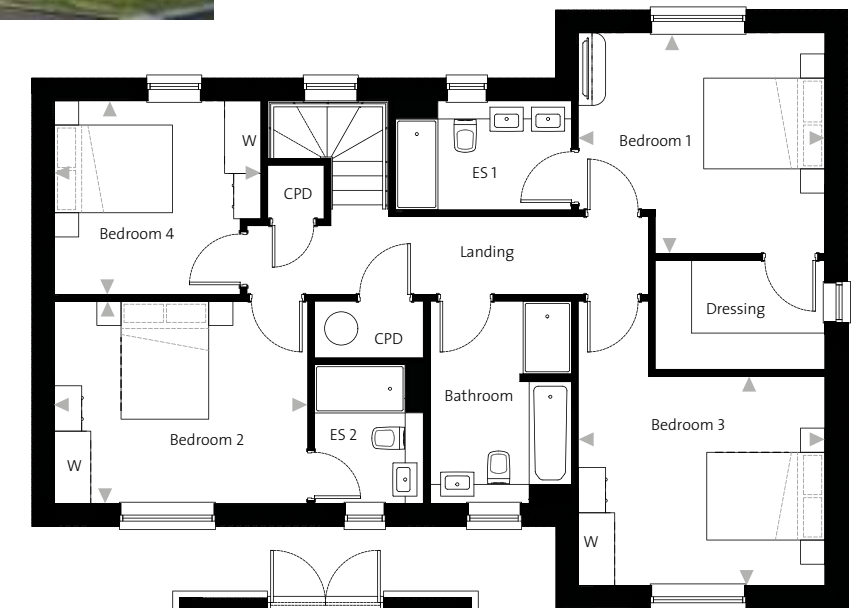 Bedroom 1
W
ES 1
CPD
Bedroom 4
Landing
Dressing
CPD
Bathroom
Bedroom 3
ES 2
Bedroom 2
W
W